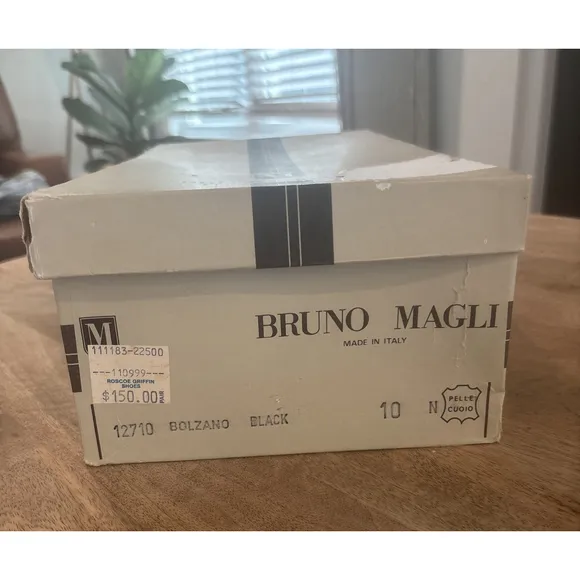 BRUNO MAGLI
MADE IN ITALY
M
111183-22500
---110999---
ROSCOE GRIFFIN
SHOES
$150.00 PAIR
12710 BOLZANO BLACK 10 N
PELLE
CUOIO